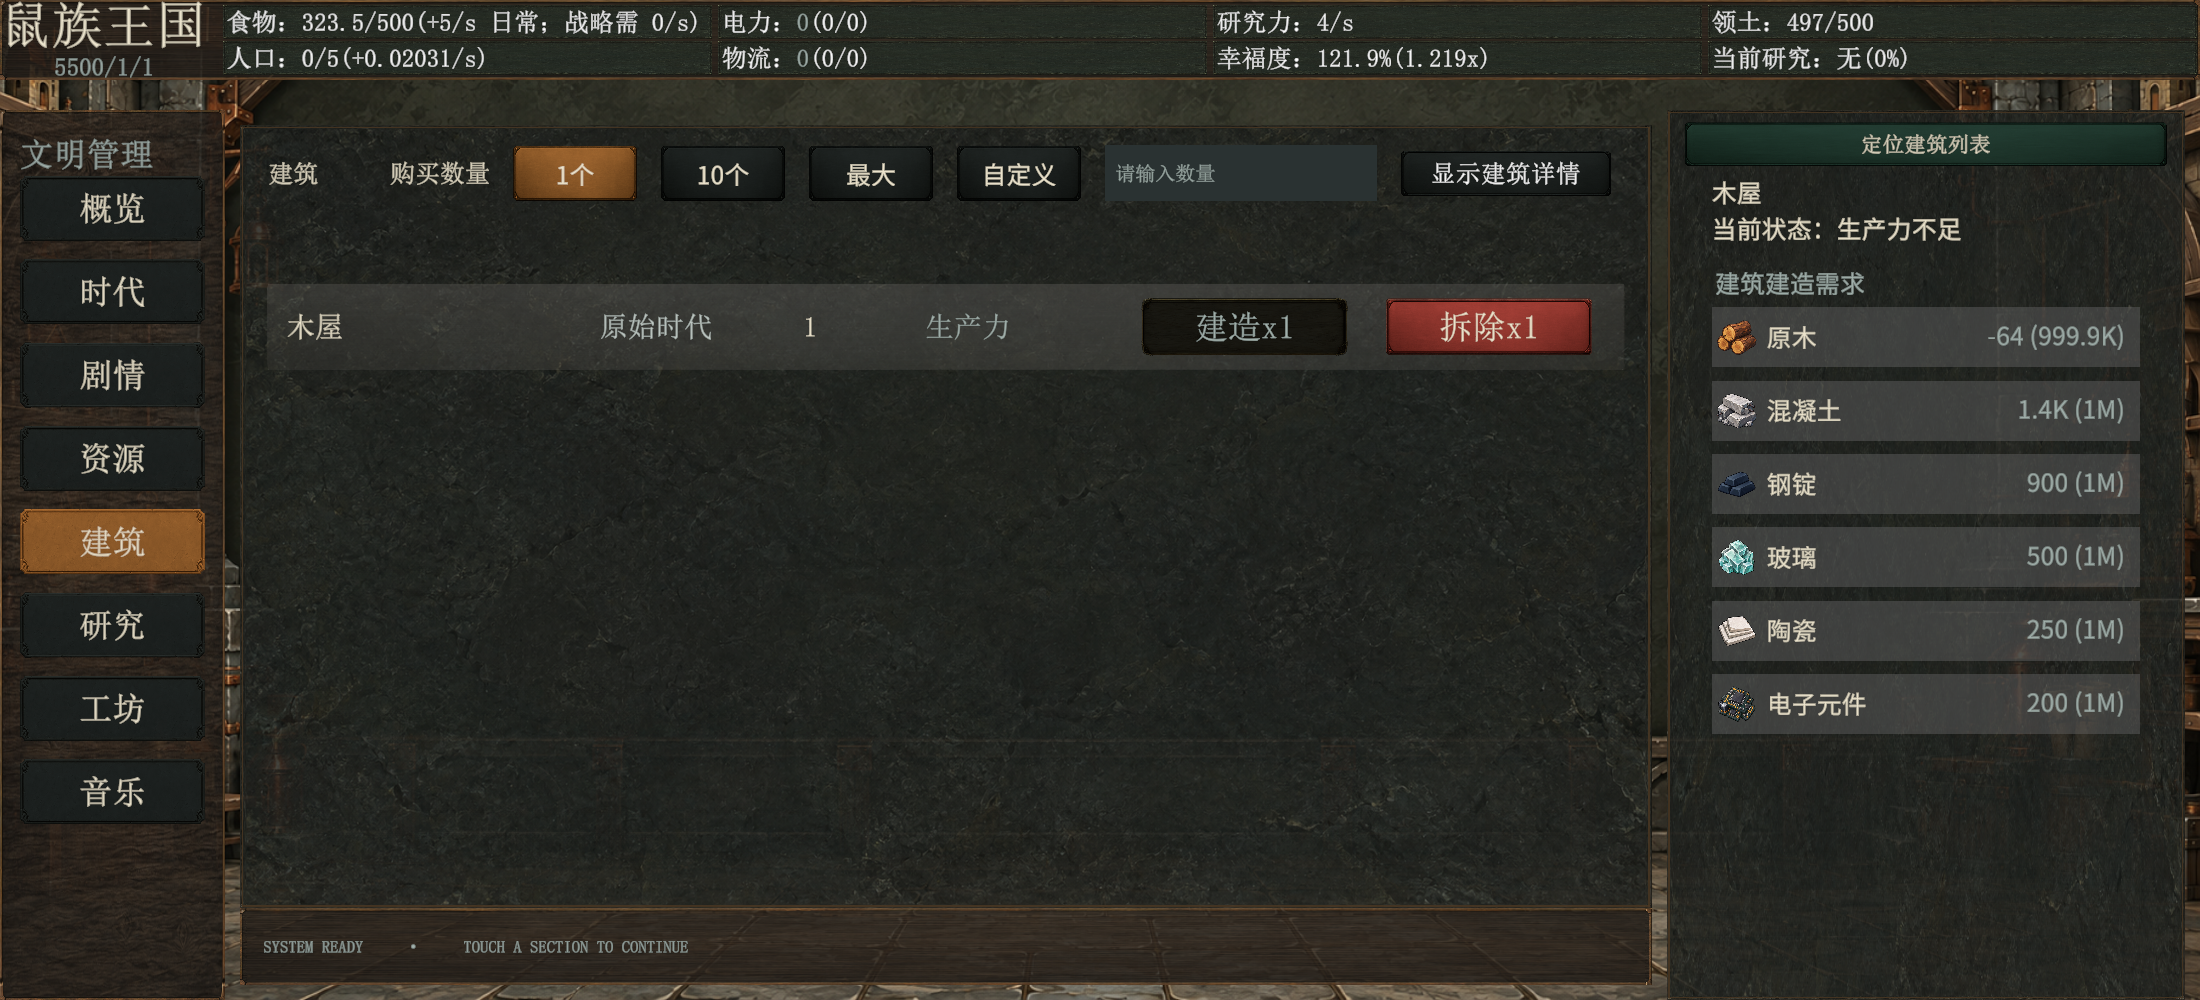 鼠族王国
5500/1/1
食物: 323.5/500(+5/s 日常; 战略需 0/s)
电力: 0(0/0)
研究力: 4/s
领土: 497/500
人口: 0/5(+0.02031/s)
物流: 0(0/0)
幸福度: 121.9%(1.219x)
当前研究: 无(0%)
文明管理
概览
时代
剧情
资源
建筑
研究
工坊
音乐
建筑
购买数量
1个
10个
最大
自定义
请输入数量
显示建筑详情
木屋
原始时代
1
生产力
建造x1
拆除x1
SYSTEM READY • TOUCH A SECTION TO CONTINUE
定位建筑列表
木屋
当前状态: 生产力不足
建筑建造需求
原木 -64 (999.9K)
混凝土 1.4K (1M)
钢锭 900 (1M)
玻璃 500 (1M)
陶瓷 250 (1M)
电子元件 200 (1M)